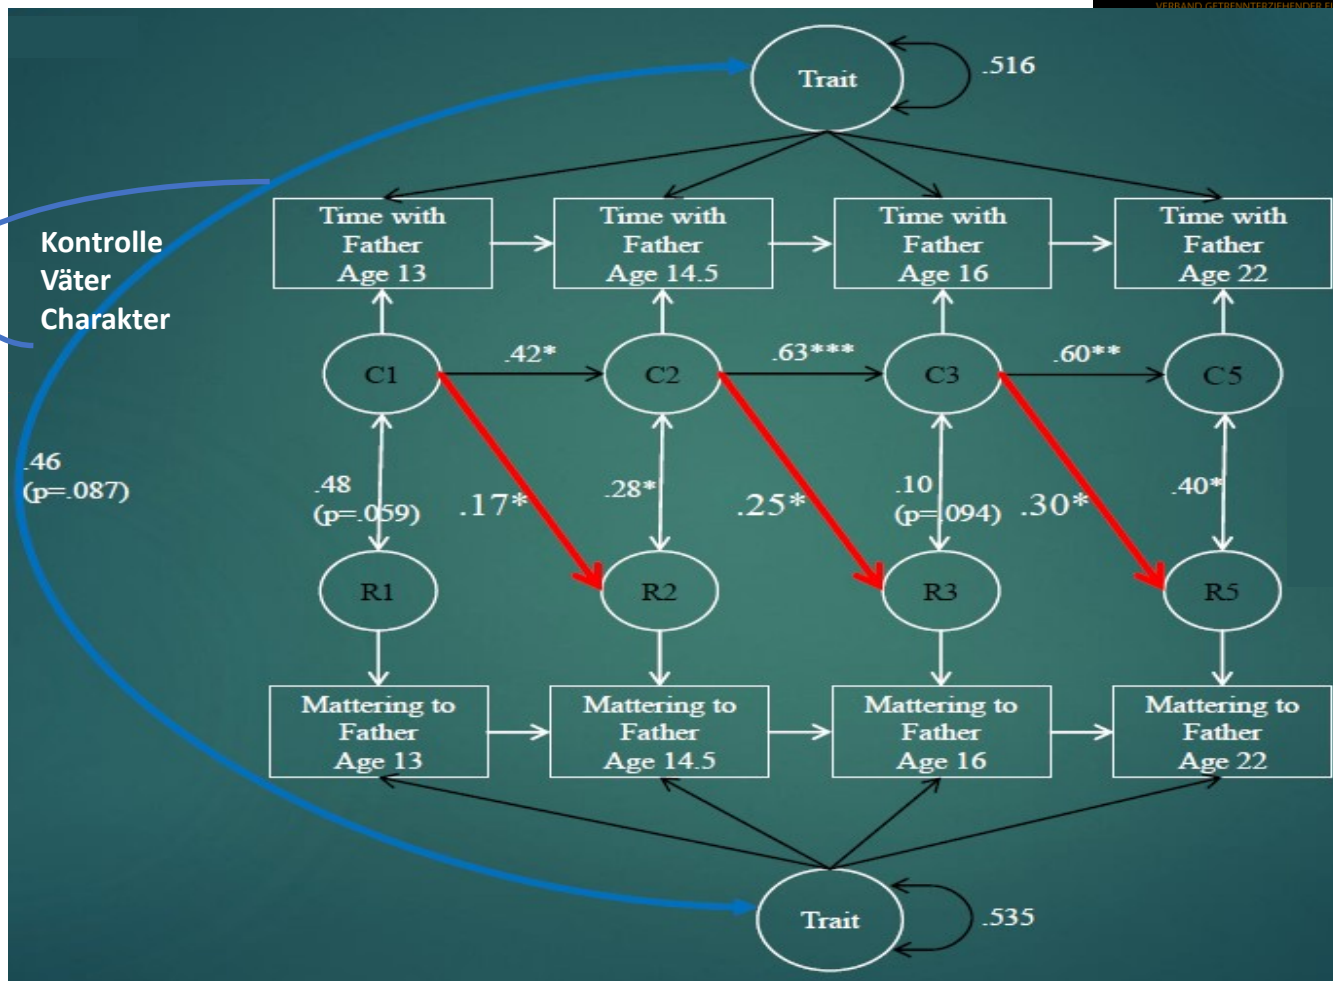 VERBAND GETRENNTERZIEHENDER
Trait
.516
Time with
Father
Age 13
Time with
Father
Age 14.5
Time with
Father
Age 16
Time with
Father
Age 22
Kontrolle
Väter
Charakter
C1
.42*
C2
.63***
C3
.60**
C5
.46
(p=.087)
.48
(p=.059)
.17*
.28*
.25*
.10
(p=.094)
.30*
.40*
R1
R2
R3
R5
Mattering to
Father
Age 13
Mattering to
Father
Age 14.5
Mattering to
Father
Age 16
Mattering to
Father
Age 22
Trait
.535